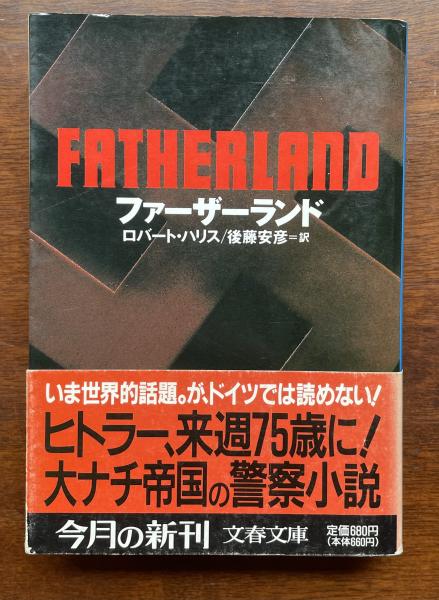 FATHERLAND
ファーザーランド
ロバート・ハリス/後藤安彦=訳
いま世界的話題。が、ドイツでは読めない!
ヒトラー、来週75歳に!
大ナチ帝国の警察小説
今月の新刊 文春文庫 定価680円
(本体660円)